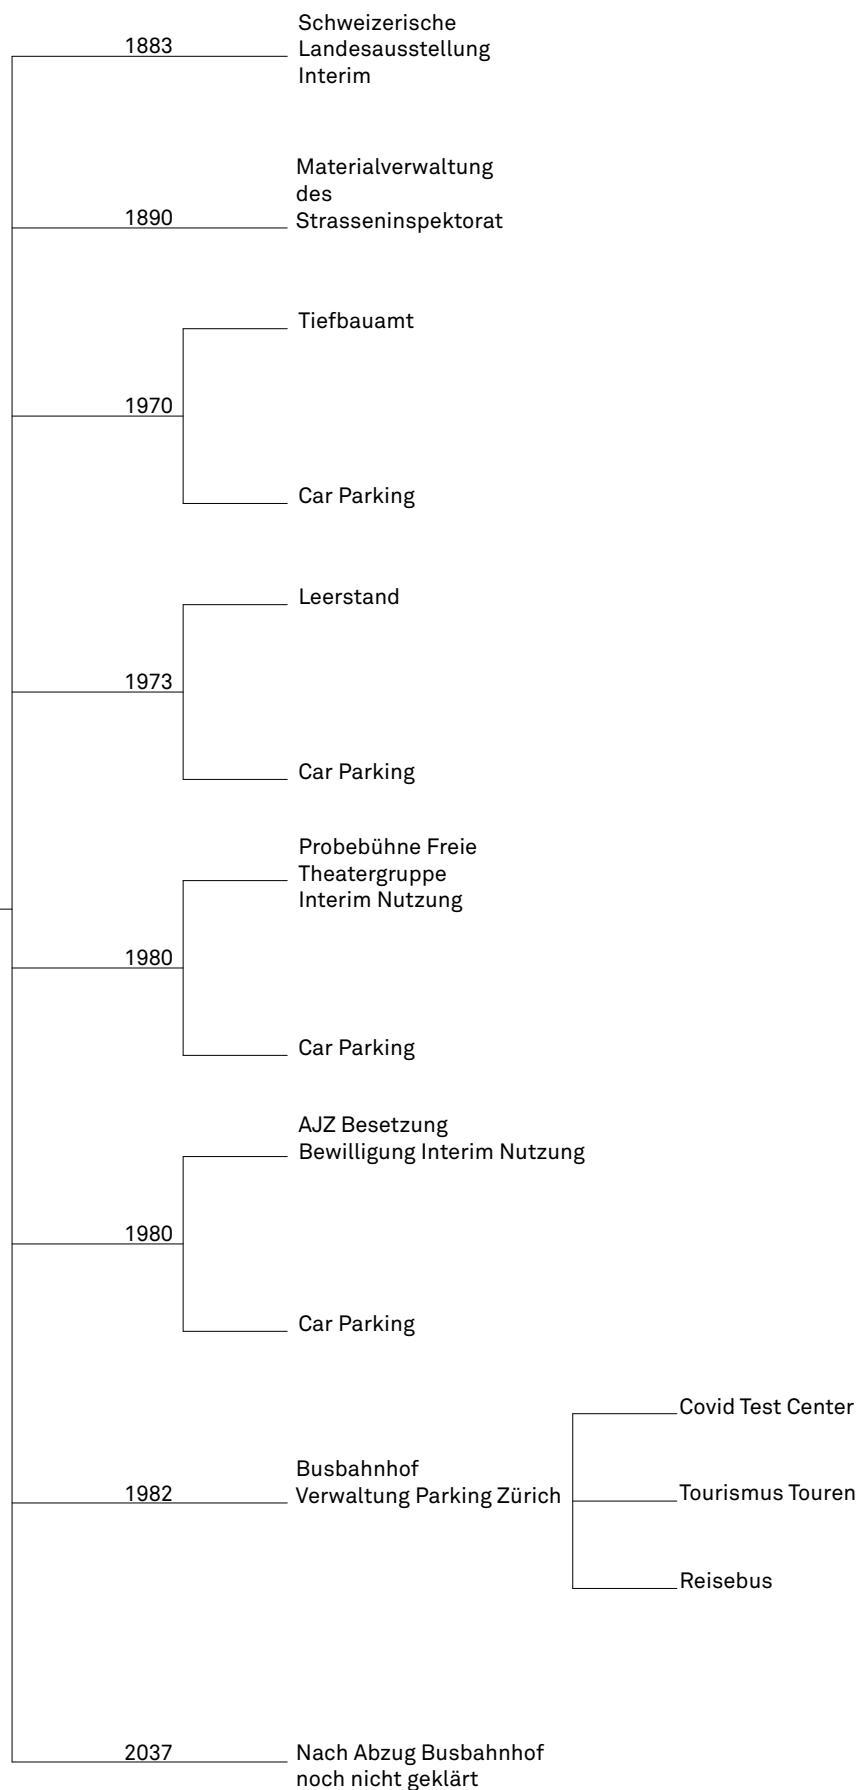 1883
Schweizerische
Landesausstellung
Interim
1890
Materialverwaltung
des
Strasseninspektorat
1970
Tiefbauamt
Car Parking
1973
Leerstand
Car Parking
1980
Probebühne Freie
Theatergruppe
Interim Nutzung
Car Parking
1980
AJZ Besetzung
Bewilligung Interim Nutzung
Car Parking
1982
Busbahnhof
Verwaltung Parking Zürich
Covid Test Center
Tourismus Touren
Reisebus
2037
Nach Abzug Busbahnhof
noch nicht geklärt